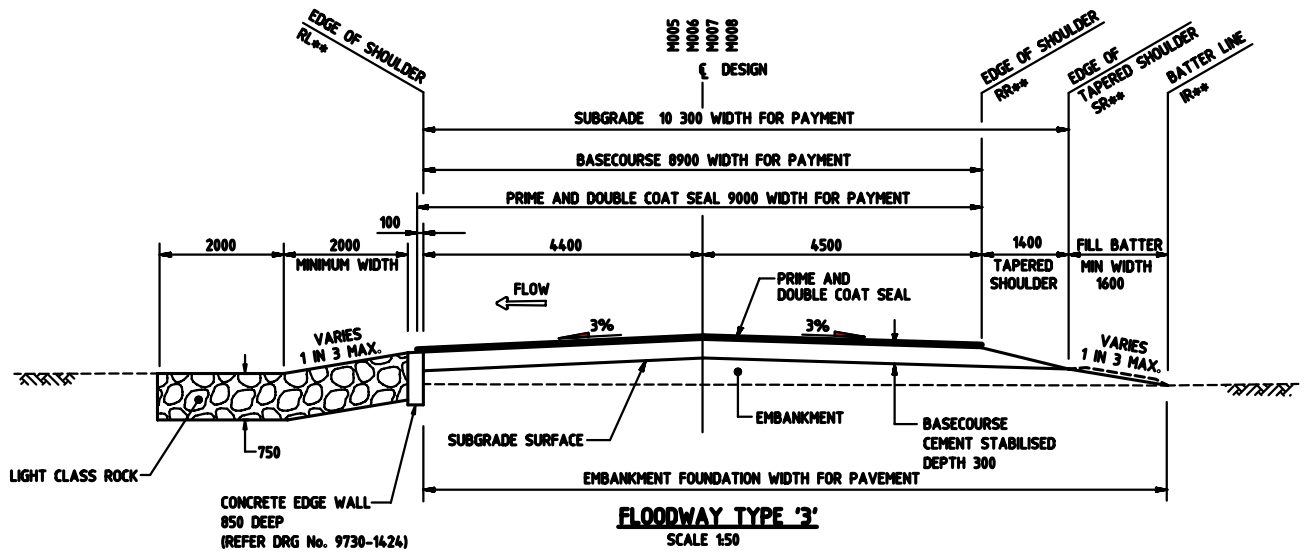 EDGE OF SHOULDER
RL**
M005
M006
M007
M008
℄ DESIGN
EDGE OF SHOULDER
RR**
EDGE OF
TAPERED SHOULDER
SR**
BATTER LINE
IR**
SUBGRADE 10 300 WIDTH FOR PAYMENT
BASECOURSE 8900 WIDTH FOR PAYMENT
PRIME AND DOUBLE COAT SEAL 9000 WIDTH FOR PAYMENT
100
2000
2000
MINIMUM WIDTH
4400
4500
1400
TAPERED
SHOULDER
FILL BATTER
MIN WIDTH
1600
FLOW
PRIME AND
DOUBLE COAT SEAL
3%
3%
VARIES
1 IN 3 MAX.
VARIES
1 IN 3 MAX.
EMBANKMENT
SUBGRADE SURFACE
BASECOURSE
CEMENT STABILISED
DEPTH 300
750
LIGHT CLASS ROCK
EMBANKMENT FOUNDATION WIDTH FOR PAVEMENT
CONCRETE EDGE WALL
850 DEEP
(REFER DRG No. 9730-1424)
FLOODWAY TYPE '3'
SCALE 1:50